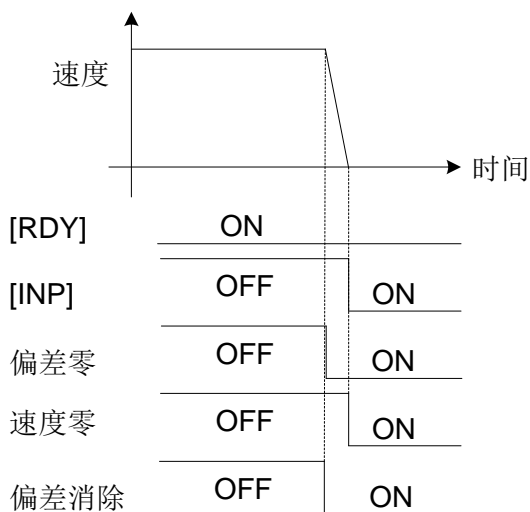 速度
时间
[RDY] ON
[INP] OFF ON
偏差零 OFF ON
速度零 OFF ON
偏差消除 OFF ON